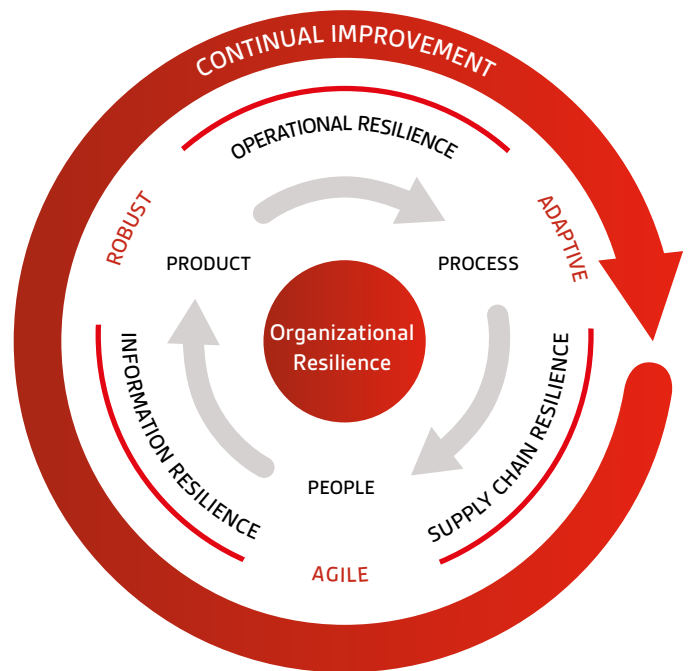 CONTINUAL IMPROVEMENT
OPERATIONAL RESILIENCE
ROBUST
ADAPTIVE
PRODUCT
PROCESS
Organizational
Resilience
INFORMATION RESILIENCE
SUPPLY CHAIN RESILIENCE
PEOPLE
AGILE